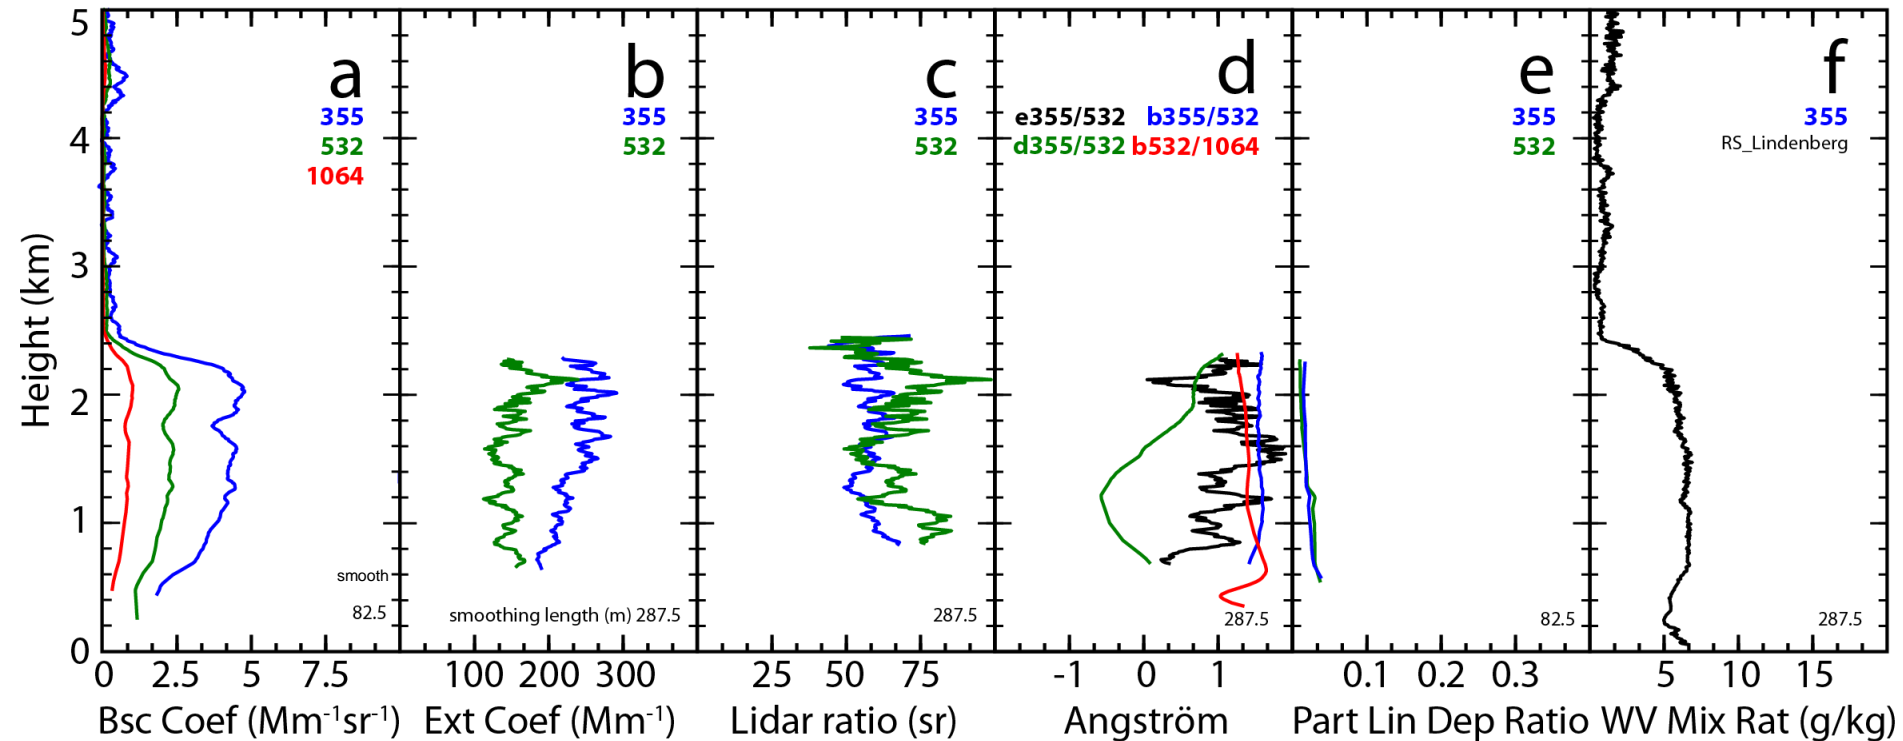 5
4
3
2
1
0
Height (km)
a
355
532
1064
smooth
82.5
0 2.5 5 7.5
Bsc Coef (Mm⁻¹sr⁻¹)
b
355
532
smoothing length (m) 287.5
100 200 300
Ext Coef (Mm⁻¹)
c
355
532
287.5
25 50 75
Lidar ratio (sr)
d
e355/532 b355/532
d355/532 b532/1064
287.5
-1 0 1
Angström
e
355
532
82.5
0.1 0.2 0.3
Part Lin Dep Ratio
f
355
RS_Lindenberg
287.5
5 10 15
WV Mix Rat (g/kg)